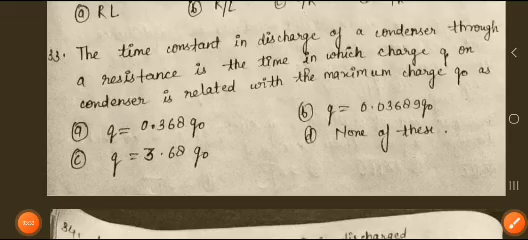 (a) RL
33. The time constant in discharge of a condenser through
a resistance is the time in which charge q on
condenser is related with the maximum charge q₀ as
(a) q = 0.368 q₀
(b) q = 0.0368 q₀
(c) q = 3.68 q₀
(d) None of these.
34.
discharged